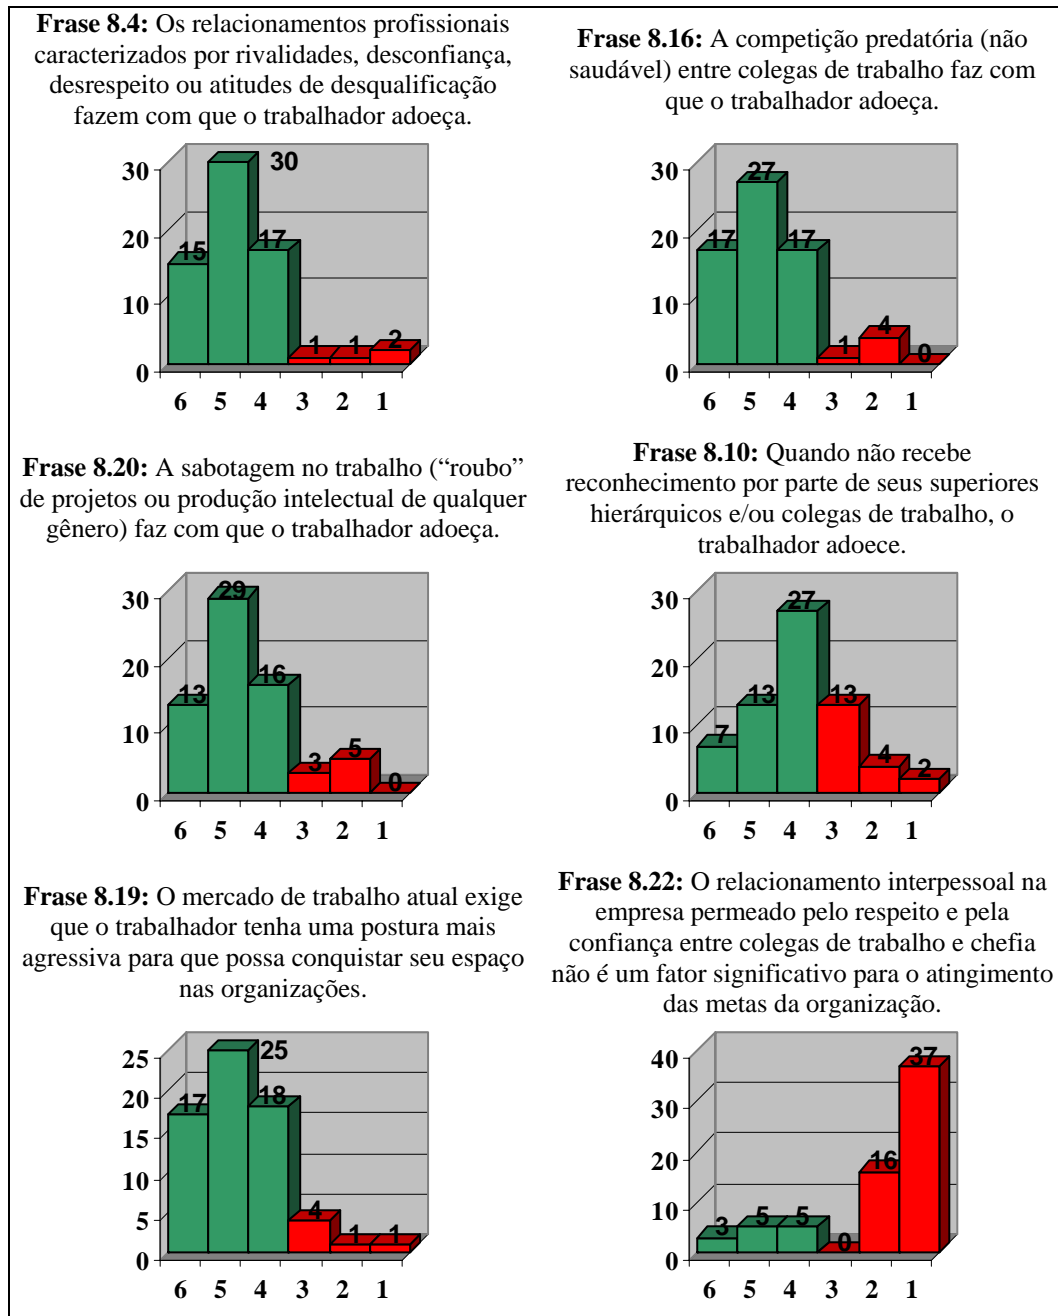 Frase 8.4: Os relacionamentos profissionais
caracterizados por rivalidades, desconfiança,
desrespeito ou atitudes de desqualificação
fazem com que o trabalhador adoeça.
30
20
10
0
15
30
17
1
1
2
6 5 4 3 2 1
Frase 8.16: A competição predatória (não
saudável) entre colegas de trabalho faz com
que o trabalhador adoeça.
30
20
10
0
17
27
17
1
4
0
6 5 4 3 2 1
Frase 8.20: A sabotagem no trabalho (“roubo”
de projetos ou produção intelectual de qualquer
gênero) faz com que o trabalhador adoeça.
30
20
10
0
13
29
16
3
5
0
6 5 4 3 2 1
Frase 8.10: Quando não recebe
reconhecimento por parte de seus superiores
hierárquicos e/ou colegas de trabalho, o
trabalhador adoece.
30
20
10
0
7
13
27
13
4
2
6 5 4 3 2 1
Frase 8.19: O mercado de trabalho atual exige
que o trabalhador tenha uma postura mais
agressiva para que possa conquistar seu espaço
nas organizações.
25
20
15
10
5
0
17
25
18
4
1
1
6 5 4 3 2 1
Frase 8.22: O relacionamento interpessoal na
empresa permeado pelo respeito e pela
confiança entre colegas de trabalho e chefia
não é um fator significativo para o atingimento
das metas da organização.
40
30
20
10
0
3
5
5
0
16
37
6 5 4 3 2 1